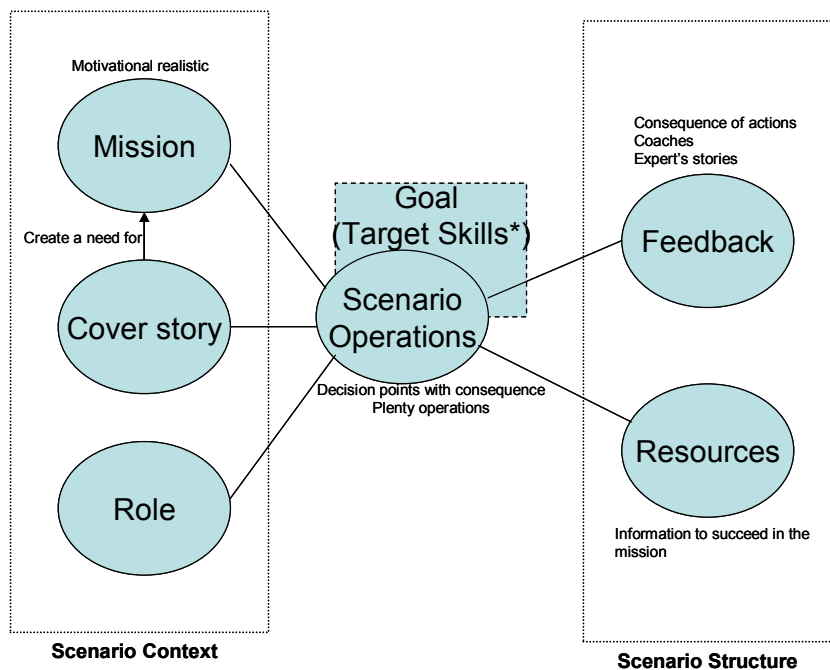 Motivational realistic
Mission
Create a need for
Cover story
Role
Scenario Context
Goal
(Target Skills*)
Scenario
Operations
Decision points with consequence
Plenty operations
Consequence of actions
Coaches
Expert's stories
Feedback
Resources
Information to succeed in the
mission
Scenario Structure